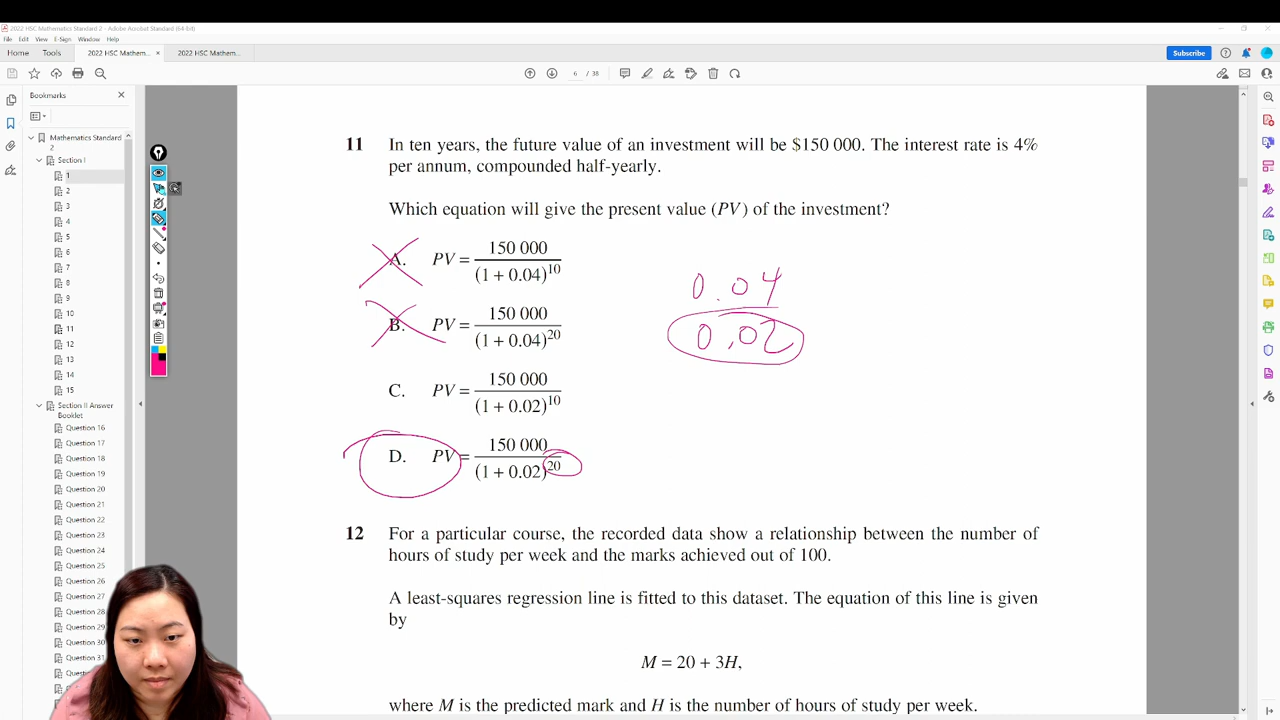 2022 HSC Mathematics Standard 2 - Adobe Acrobat Standard (64-bit)
File Edit View E-Sign Window Help
Home Tools 2022 HSC Mathem... × 2022 HSC Mathem...
Subscribe
6 / 38
Bookmarks ×
Mathematics Standard
2
Section I
1
2
3
4
5
6
7
8
9
10
11
12
13
14
15
Section II Answer
Booklet
Question 16
Question 17
Question 18
Question 19
Question 20
Question 21
Question 22
Question 23
Question 24
Question 25
Question 26
Question 27
Question 28
Question 29
Question 30
Question 31
11 In ten years, the future value of an investment will be $150 000. The interest rate is 4%
per annum, compounded half-yearly.
Which equation will give the present value (PV) of the investment?
A. PV = 150 000 / (1 + 0.04)^10
B. PV = 150 000 / (1 + 0.04)^20
C. PV = 150 000 / (1 + 0.02)^10
D. PV = 150 000 / (1 + 0.02)^20
0.04
0.02
12 For a particular course, the recorded data show a relationship between the number of
hours of study per week and the marks achieved out of 100.
A least-squares regression line is fitted to this dataset. The equation of this line is given
by
M = 20 + 3H,
where M is the predicted mark and H is the number of hours of study per week.